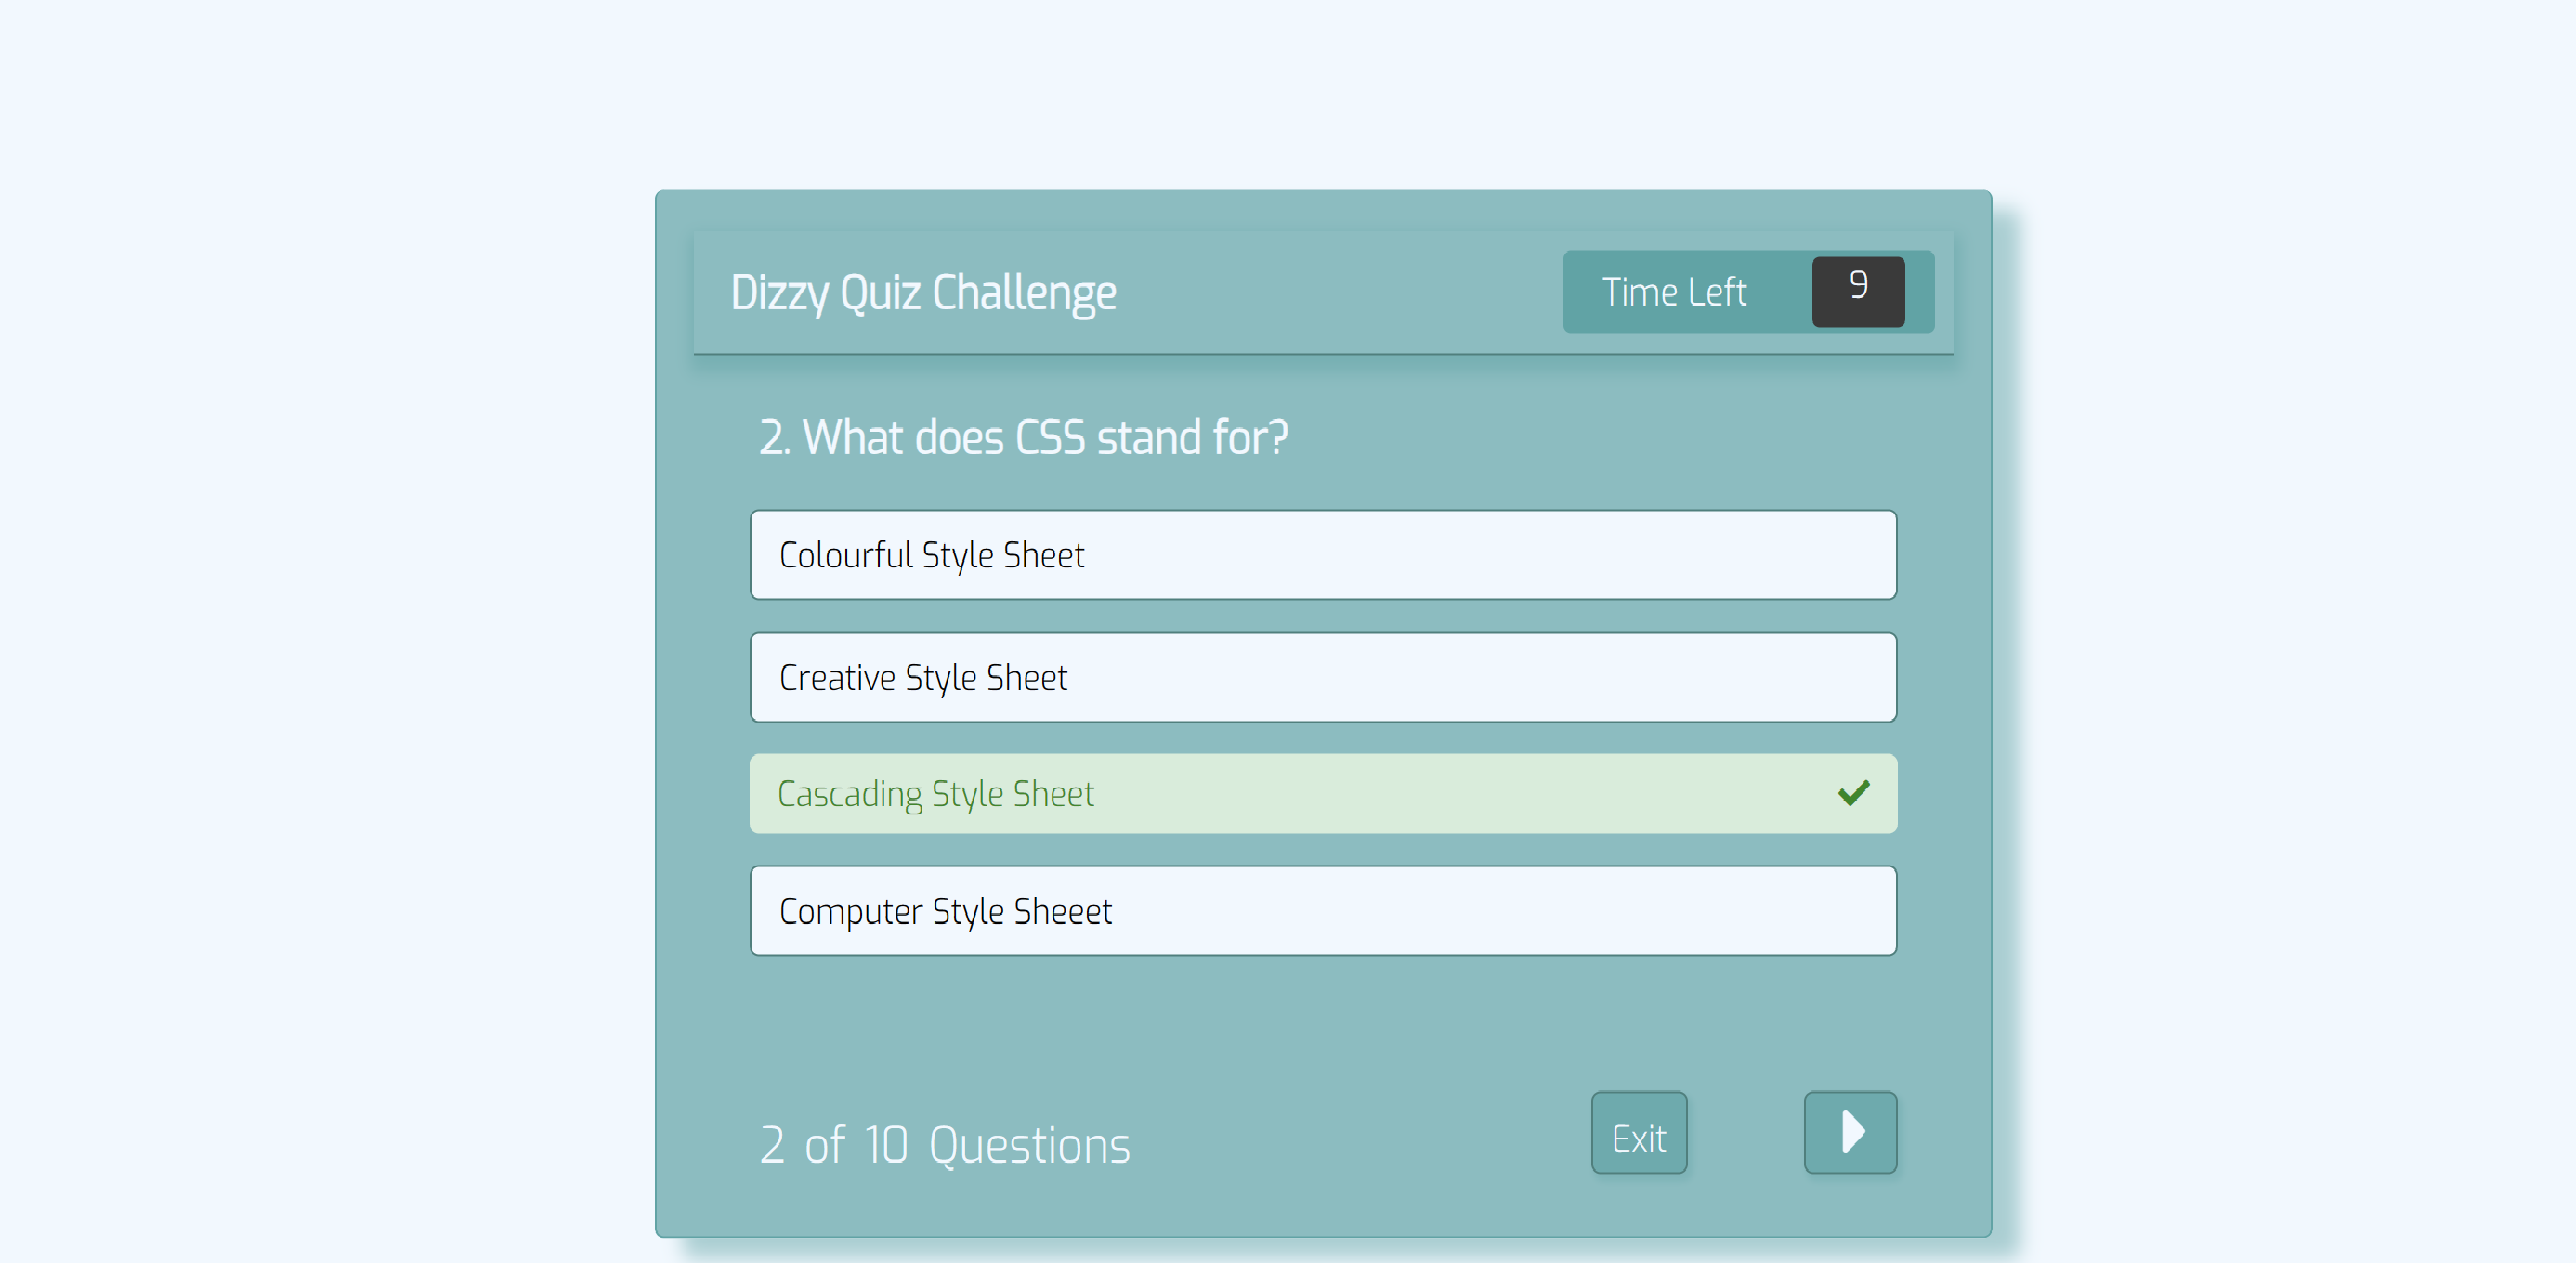 Dizzy Quiz Challenge
Time Left 9
2. What does CSS stand for?
Colourful Style Sheet
Creative Style Sheet
Cascading Style Sheet
Computer Style Sheeet
2 of 10 Questions
Exit